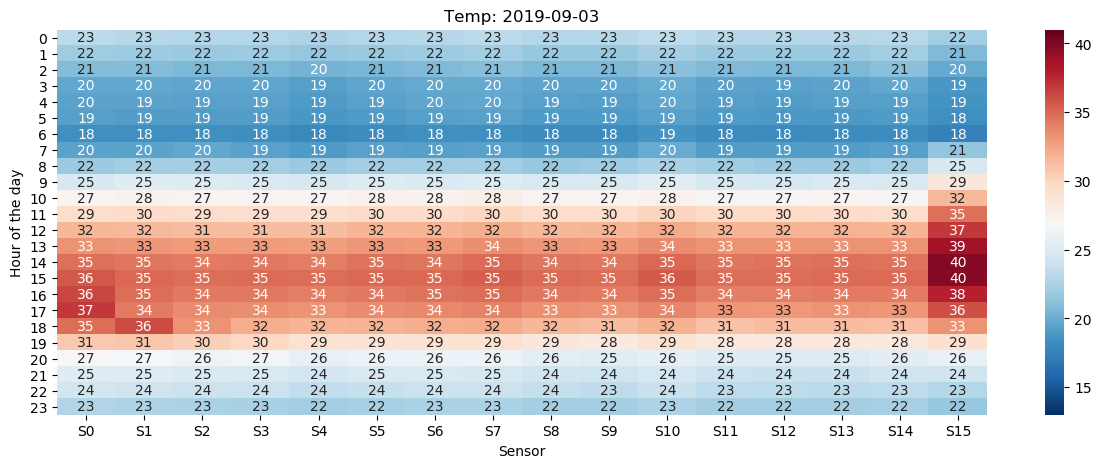 Temp: 2019-09-03
Hour of the day
0 23 23 23 23 23 23 23 23 23 23 23 23 23 23 23 22
1 22 22 22 22 22 22 22 22 22 22 22 22 22 22 22 21
2 21 21 21 21 20 21 21 21 21 21 21 21 21 21 21 20
3 20 20 20 20 19 20 20 20 20 19 20 20 19 20 20 19
4 20 19 19 19 19 19 20 20 19 19 20 19 19 19 19 19
5 19 19 19 19 19 19 19 19 19 19 19 19 19 19 19 18
6 18 18 18 18 18 18 18 18 18 18 19 18 18 18 18 18
7 20 20 20 19 19 19 19 19 19 19 20 19 19 19 19 21
8 22 22 22 22 22 22 22 22 22 22 22 22 22 22 22 25
9 25 25 25 25 25 25 25 25 25 25 25 25 25 25 25 29
10 27 28 27 27 27 28 28 28 27 27 28 27 27 27 27 32
11 29 30 29 29 29 30 30 30 30 30 30 30 30 30 30 35
12 32 32 31 31 31 32 32 32 32 32 32 32 32 32 32 37
13 33 33 33 33 33 33 33 34 33 33 34 33 33 33 33 39
14 35 35 34 34 34 35 34 35 34 34 35 35 35 35 35 40
15 36 35 35 35 35 35 35 35 35 35 36 35 35 35 35 40
16 36 35 34 34 34 34 35 35 34 34 35 34 34 34 34 38
17 37 34 34 34 33 34 34 34 33 33 34 33 33 34 33 36
18 35 36 33 32 32 32 32 32 32 31 32 31 31 31 31 33
19 31 31 30 30 29 29 29 29 29 28 29 28 28 28 28 29
20 27 27 26 27 26 26 26 26 26 25 26 25 25 25 26 26
21 25 25 25 25 24 25 25 25 24 24 24 24 24 24 24 24
22 24 24 24 24 24 24 24 24 24 23 24 23 23 23 23 23
23 23 23 23 23 22 22 23 23 22 22 23 22 22 22 22 22
S0 S1 S2 S3 S4 S5 S6 S7 S8 S9 S10 S11 S12 S13 S14 S15
Sensor
40
35
30
25
20
15